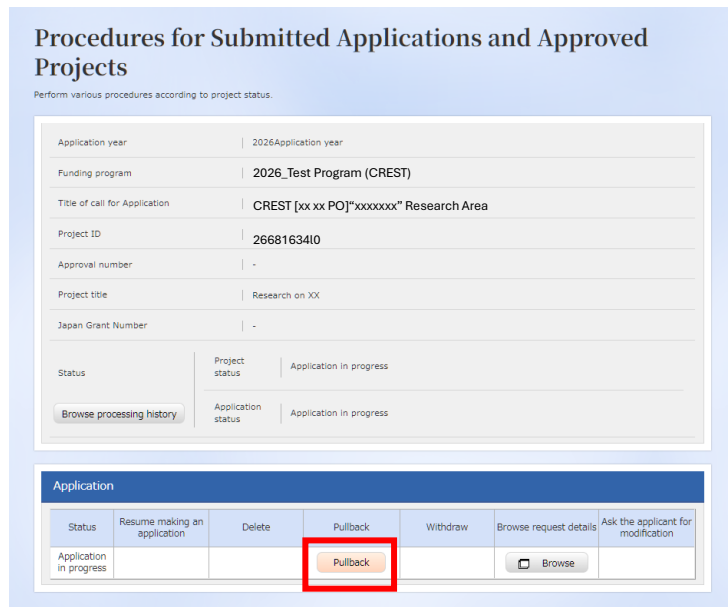 Procedures for Submitted Applications and Approved
Projects
Perform various procedures according to project status.
Application year 2026Application year
Funding program 2026_Test Program (CREST)
Title of call for Application CREST [xx xx PO]“xxxxxxx” Research Area
Project ID 26681634l0
Approval number -
Project title Research on XX
Japan Grant Number -
Status
Project status Application in progress
Browse processing history
Application status Application in progress
Application
Status Resume making an application Delete Pullback Withdraw Browse request details Ask the applicant for modification
Application in progress Pullback Browse